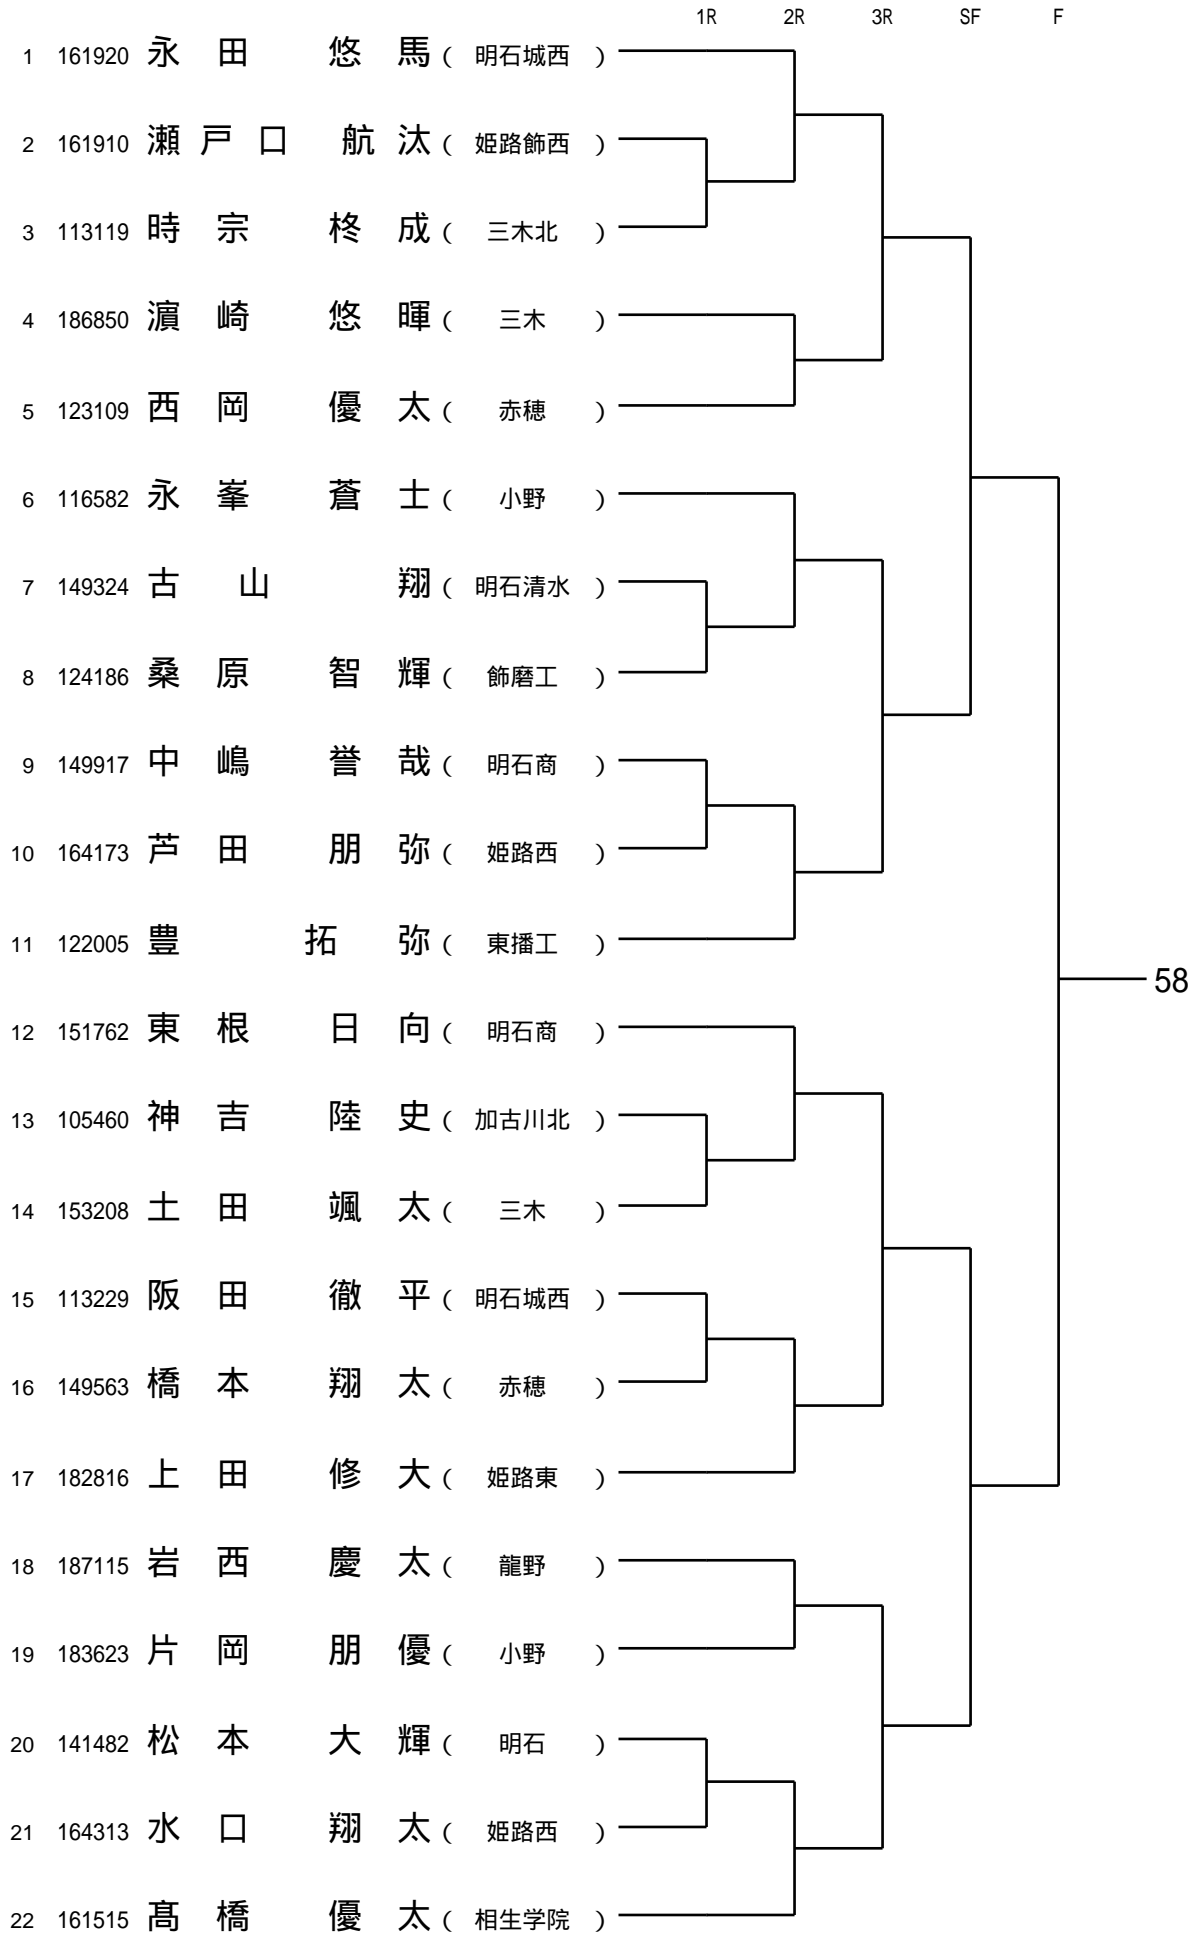 1R 2R 3R SF F
1 161920 永田 悠馬 ( 明石城西 )
2 161910 瀬戸口 航汰 ( 姫路飾西 )
3 113119 時宗 柊成 ( 三木北 )
4 186850 濵崎 悠暉 ( 三木 )
5 123109 西岡 優太 ( 赤穂 )
6 116582 永峯 蒼士 ( 小野 )
7 149324 古山 翔 ( 明石清水 )
8 124186 桑原 智輝 ( 飾磨工 )
9 149917 中嶋 誉哉 ( 明石商 )
10 164173 芦田 朋弥 ( 姫路西 )
11 122005 豊 拓弥 ( 東播工 )
58
12 151762 東根 日向 ( 明石商 )
13 105460 神吉 陸史 ( 加古川北 )
14 153208 土田 颯太 ( 三木 )
15 113229 阪田 徹平 ( 明石城西 )
16 149563 橋本 翔太 ( 赤穂 )
17 182816 上田 修大 ( 姫路東 )
18 187115 岩西 慶太 ( 龍野 )
19 183623 片岡 朋優 ( 小野 )
20 141482 松本 大輝 ( 明石 )
21 164313 水口 翔太 ( 姫路西 )
22 161515 髙橋 優太 ( 相生学院 )